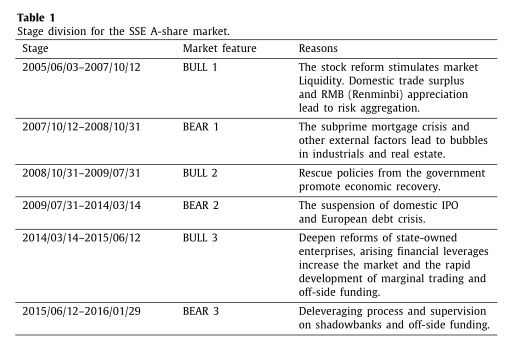 Table 1
Stage division for the SSE A-share market.
Stage Market feature Reasons
2005/06/03–2007/10/12 BULL 1 The stock reform stimulates market
Liquidity. Domestic trade surplus
and RMB (Renminbi) appreciation
lead to risk aggregation.
2007/10/12–2008/10/31 BEAR 1 The subprime mortgage crisis and
other external factors lead to bubbles
in industrials and real estate.
2008/10/31–2009/07/31 BULL 2 Rescue policies from the government
promote economic recovery.
2009/07/31–2014/03/14 BEAR 2 The suspension of domestic IPO
and European debt crisis.
2014/03/14–2015/06/12 BULL 3 Deepen reforms of state-owned
enterprises, arising financial leverages
increase the market and the rapid
development of marginal trading and
off-side funding.
2015/06/12–2016/01/29 BEAR 3 Deleveraging process and supervision
on shadowbanks and off-side funding.